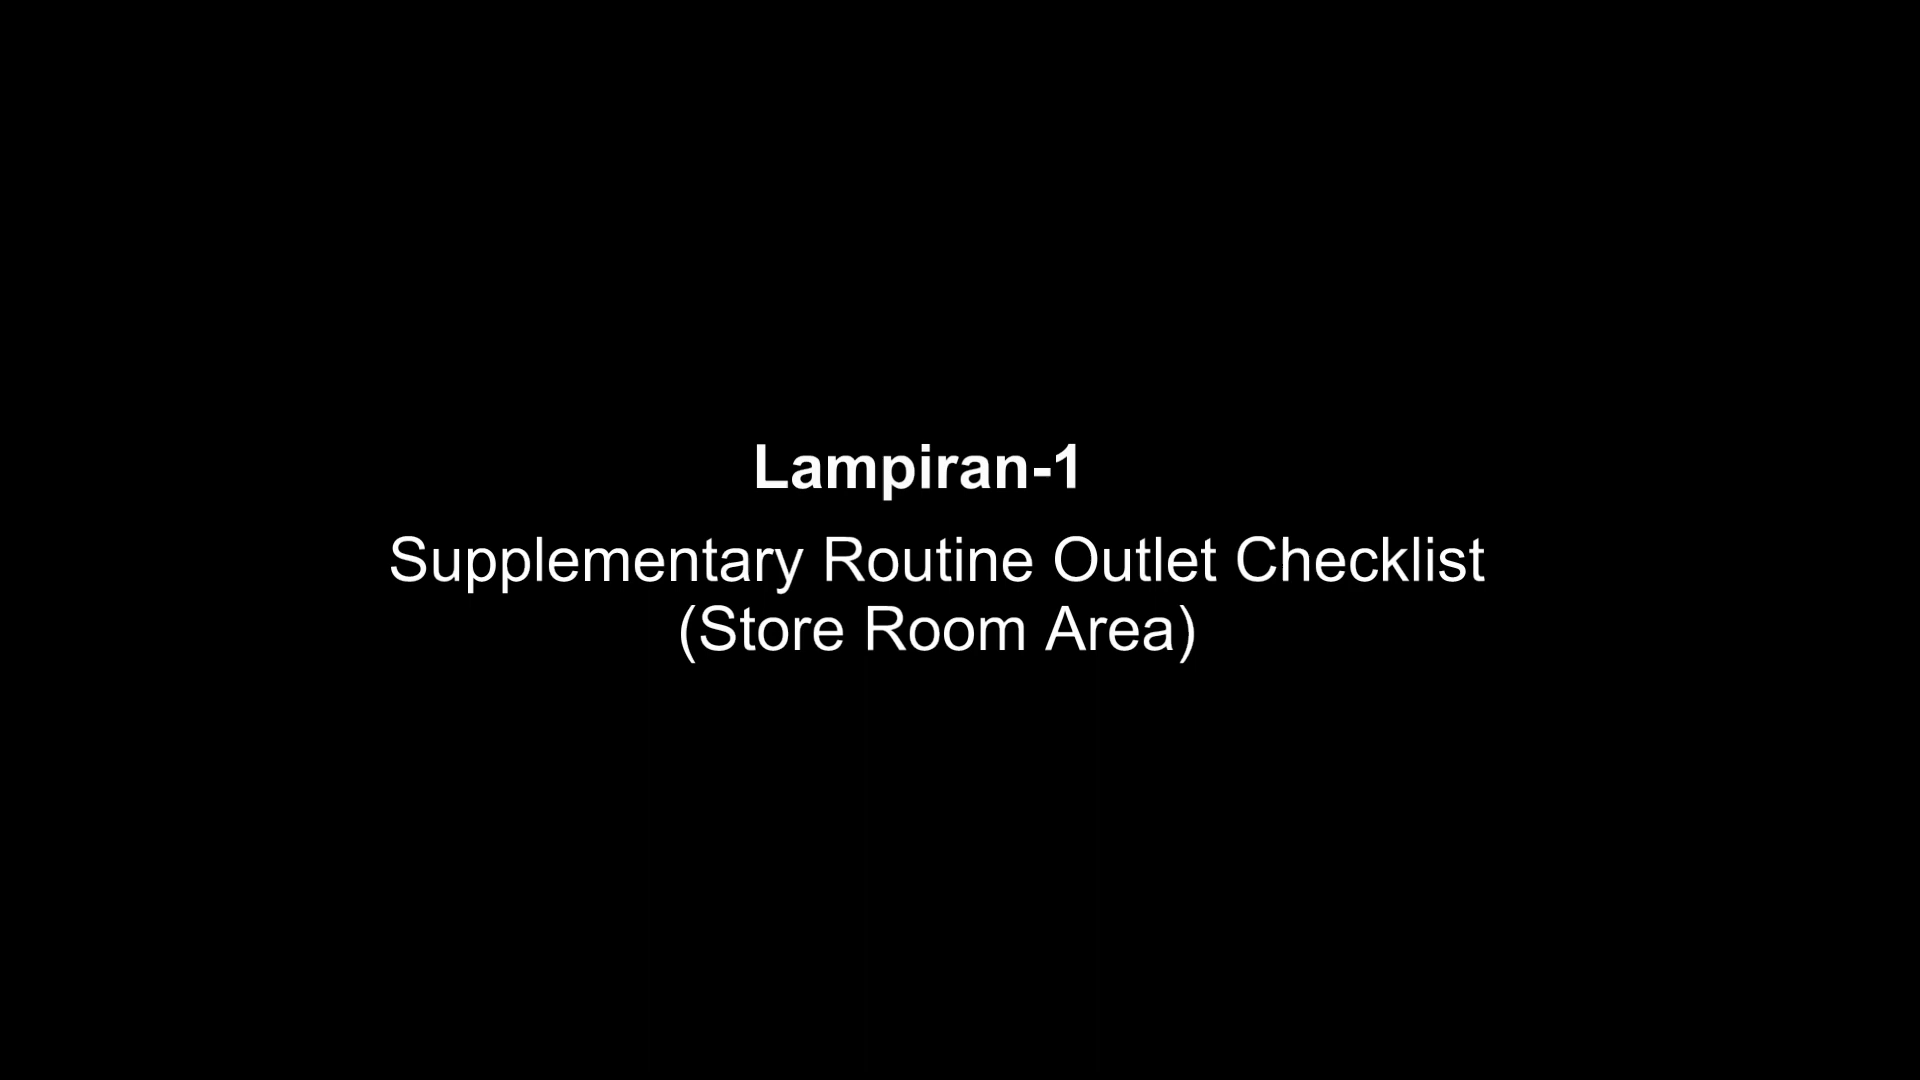 Lampiran-1
Supplementary Routine Outlet Checklist
(Store Room Area)